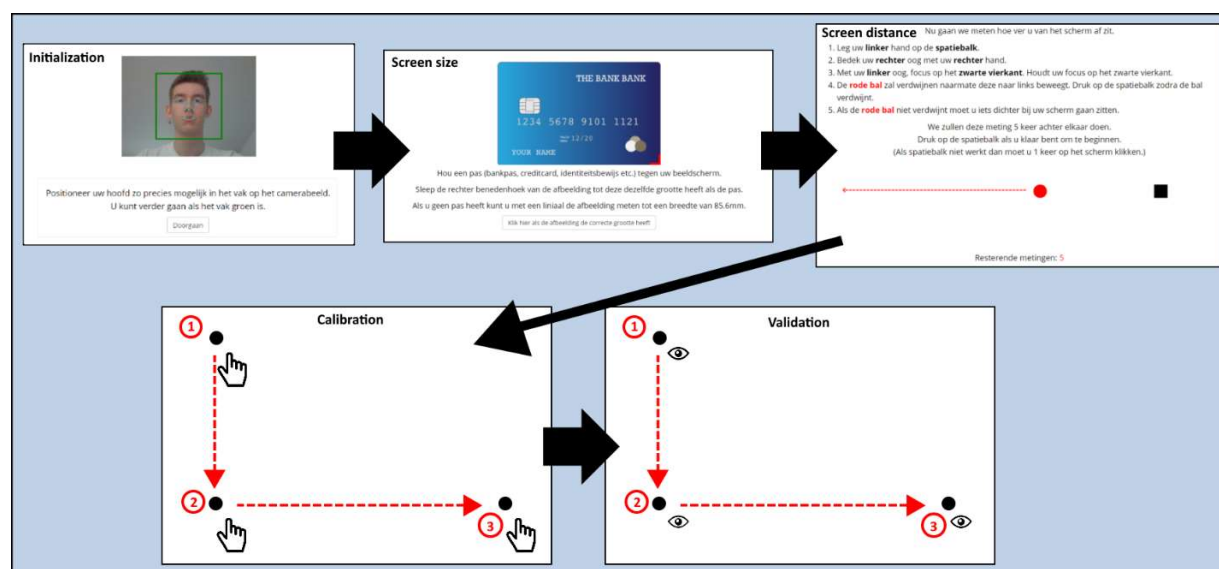 Initialization
Positioneer uw hoofd zo precies mogelijk in het vak op het camerabeeld.
U kunt verder gaan als het vak groen is.
Doorgaan
Screen size
THE BANK BANK
1234 5678 9101 1121
12/20
YOUR NAME
Hou een pas (bankpas, creditcard, identiteitsbewijs etc.) tegen uw beeldscherm.
Sleep de rechter benedenhoek van de afbeelding tot deze dezelfde grootte heeft als de pas.
Als u geen pas heeft kunt u met een liniaal de afbeelding meten tot een breedte van 85.6mm.
Klik hier als de afbeelding de correcte grootte heeft!
Screen distance
Nu gaan we meten hoe ver u van het scherm af zit.
1. Leg uw linker hand op de spatiebalk.
2. Bedek uw rechter oog met uw rechter hand.
3. Met uw linker oog, focus op het zwarte vierkant. Houdt uw focus op het zwarte vierkant.
4. De rode bal zal verdwijnen naarmate deze naar links beweegt. Druk op de spatiebalk zodra de bal
verdwijnt.
5. Als de rode bal niet verdwijnt moet u iets dichter bij uw scherm gaan zitten.
We zullen deze meting 5 keer achter elkaar doen.
Druk op de spatiebalk als u klaar bent om te beginnen.
(Als spatiebalk niet werkt dan moet u 1 keer op het scherm klikken.)
Resterende metingen: 5
Calibration
1
2
3
Validation
1
2
3